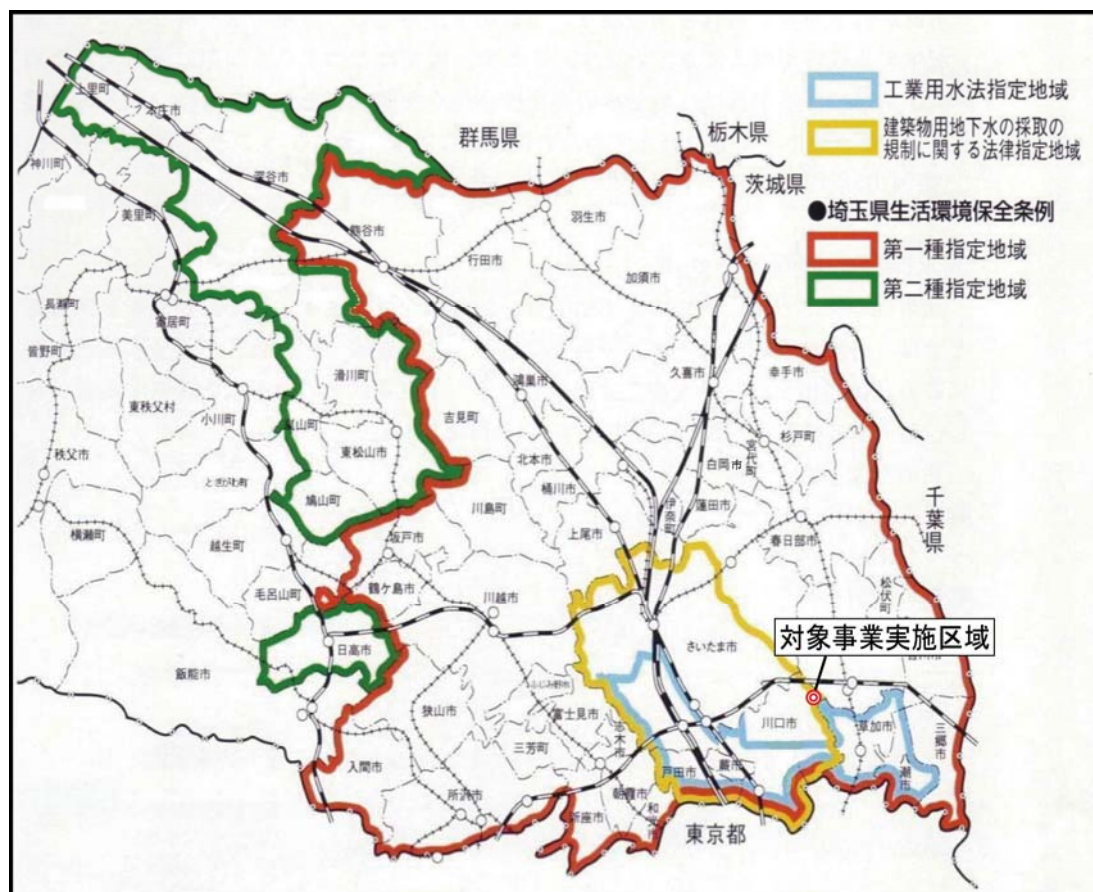 工業用水法指定地域
建築物用地下水の採取の
規制に関する法律指定地域
●埼玉県生活環境保全条例
第一種指定地域
第二種指定地域
群馬県
栃木県
茨城県
千葉県
東京都
対象事業実施区域
上里町
本庄市
神川町
深谷市
美里町
熊谷市
行田市
羽生市
加須市
長瀞町
寄居町
皆野町
東秩父村
小川町
滑川町
嵐山町
東松山市
吉見町
鴻巣市
久喜市
幸手市
杉戸町
宮代町
白岡市
秩父市
ときがわ町
鳩山町
北本市
桶川市
川島町
伊奈町
蓮田市
横瀬町
越生町
坂戸市
上尾市
春日部市
松伏町
毛呂山町
鶴ケ島市
川越市
さいたま市
日高市
飯能市
ふじみ野市
狭山市
富士見市
志木市
川口市
草加市
三郷市
三芳町
入間市
戸田市
蕨市
八潮市
所沢市
朝霞市
和光市
新座市